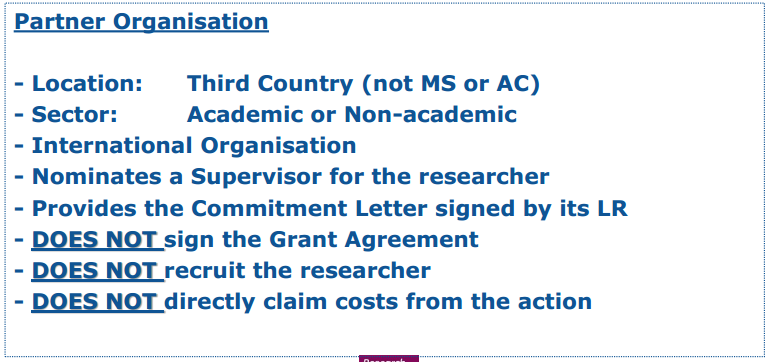 Partner Organisation
- Location: Third Country (not MS or AC)
- Sector: Academic or Non-academic
- International Organisation
- Nominates a Supervisor for the researcher
- Provides the Commitment Letter signed by its LR
- DOES NOT sign the Grant Agreement
- DOES NOT recruit the researcher
- DOES NOT directly claim costs from the action